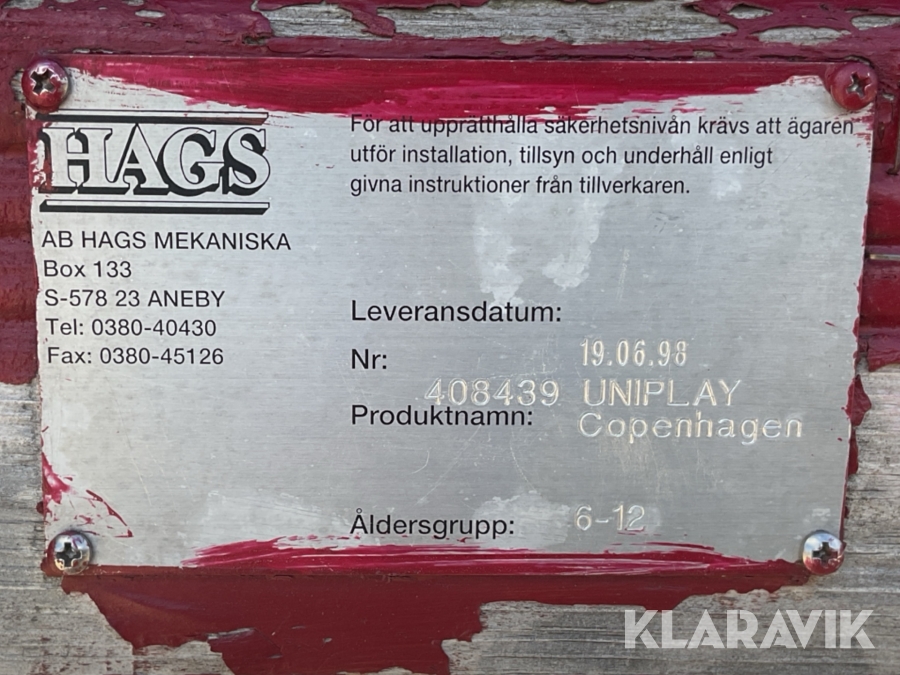 HAGS
AB HAGS MEKANISKA
Box 133
S-578 23 ANEBY
Tel: 0380-40430
Fax: 0380-45126
För att upprätthålla säkerhetsnivån krävs att ägaren
utför installation, tillsyn och underhåll enligt
givna instruktioner från tillverkaren.
Leveransdatum:
19.06.98
Nr:
408439 UNIPLAY
Produktnamn:
Copenhagen
Åldersgrupp: 6-12
KLARAVIK